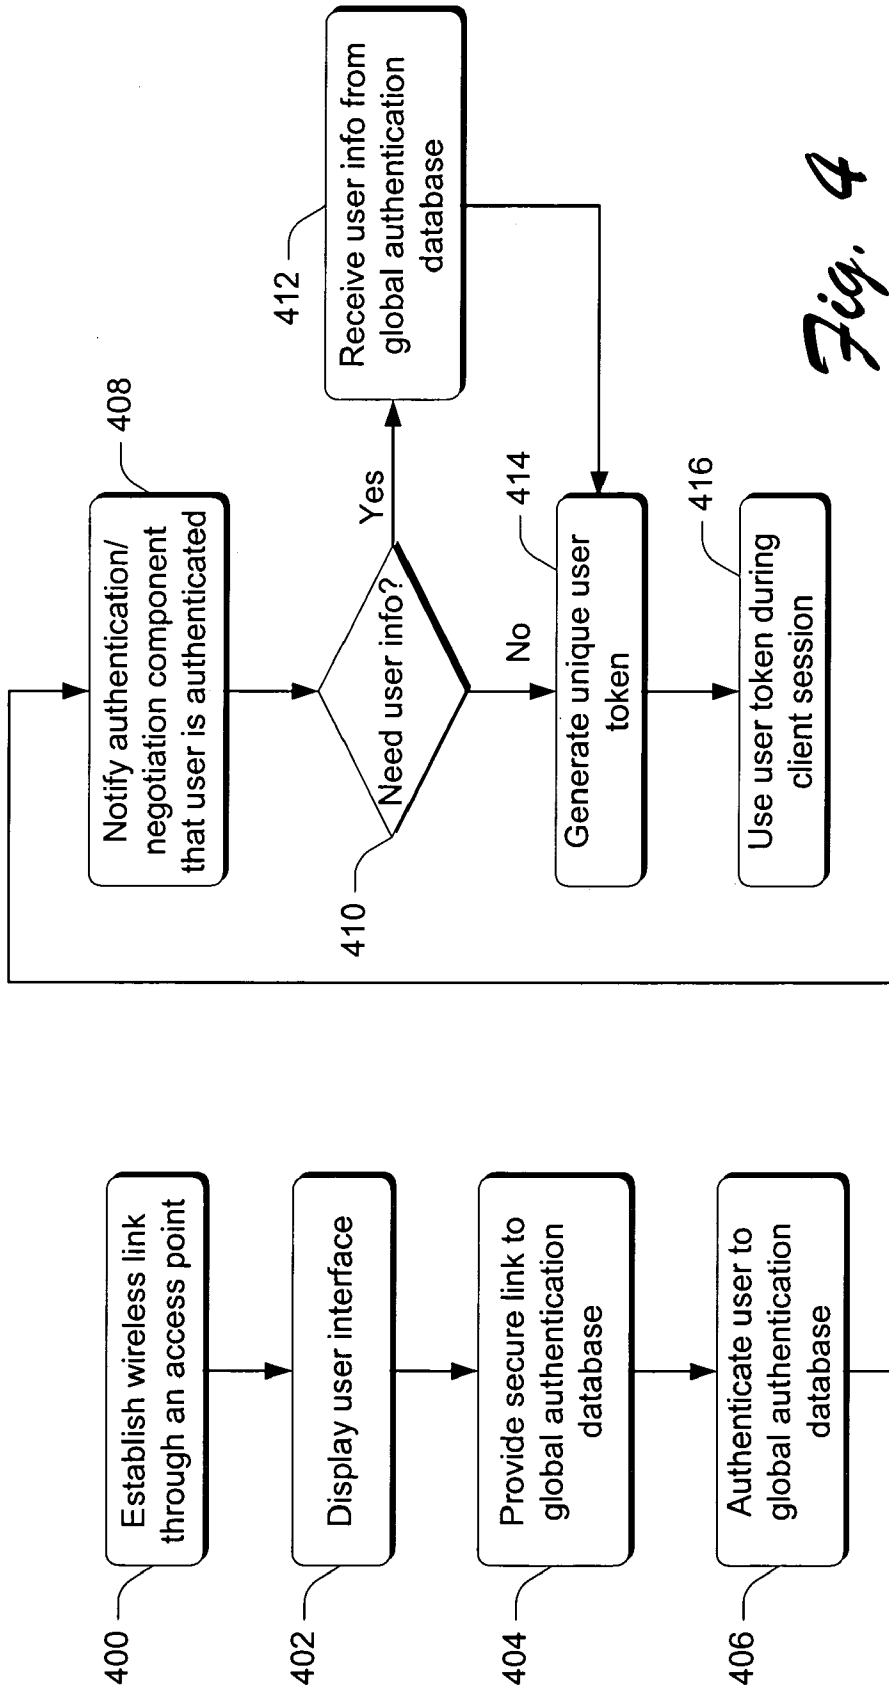 400
Establish wireless link
through an access point
402
Display user interface
404
Provide secure link to
global authentication
database
406
Authenticate user to
global authentication
database
408
Notify authentication/
negotiation component
that user is authenticated
410
Need user info?
Yes
No
412
Receive user info from
global authentication
database
414
Generate unique user
token
416
Use user token during
client session
Fig. 4